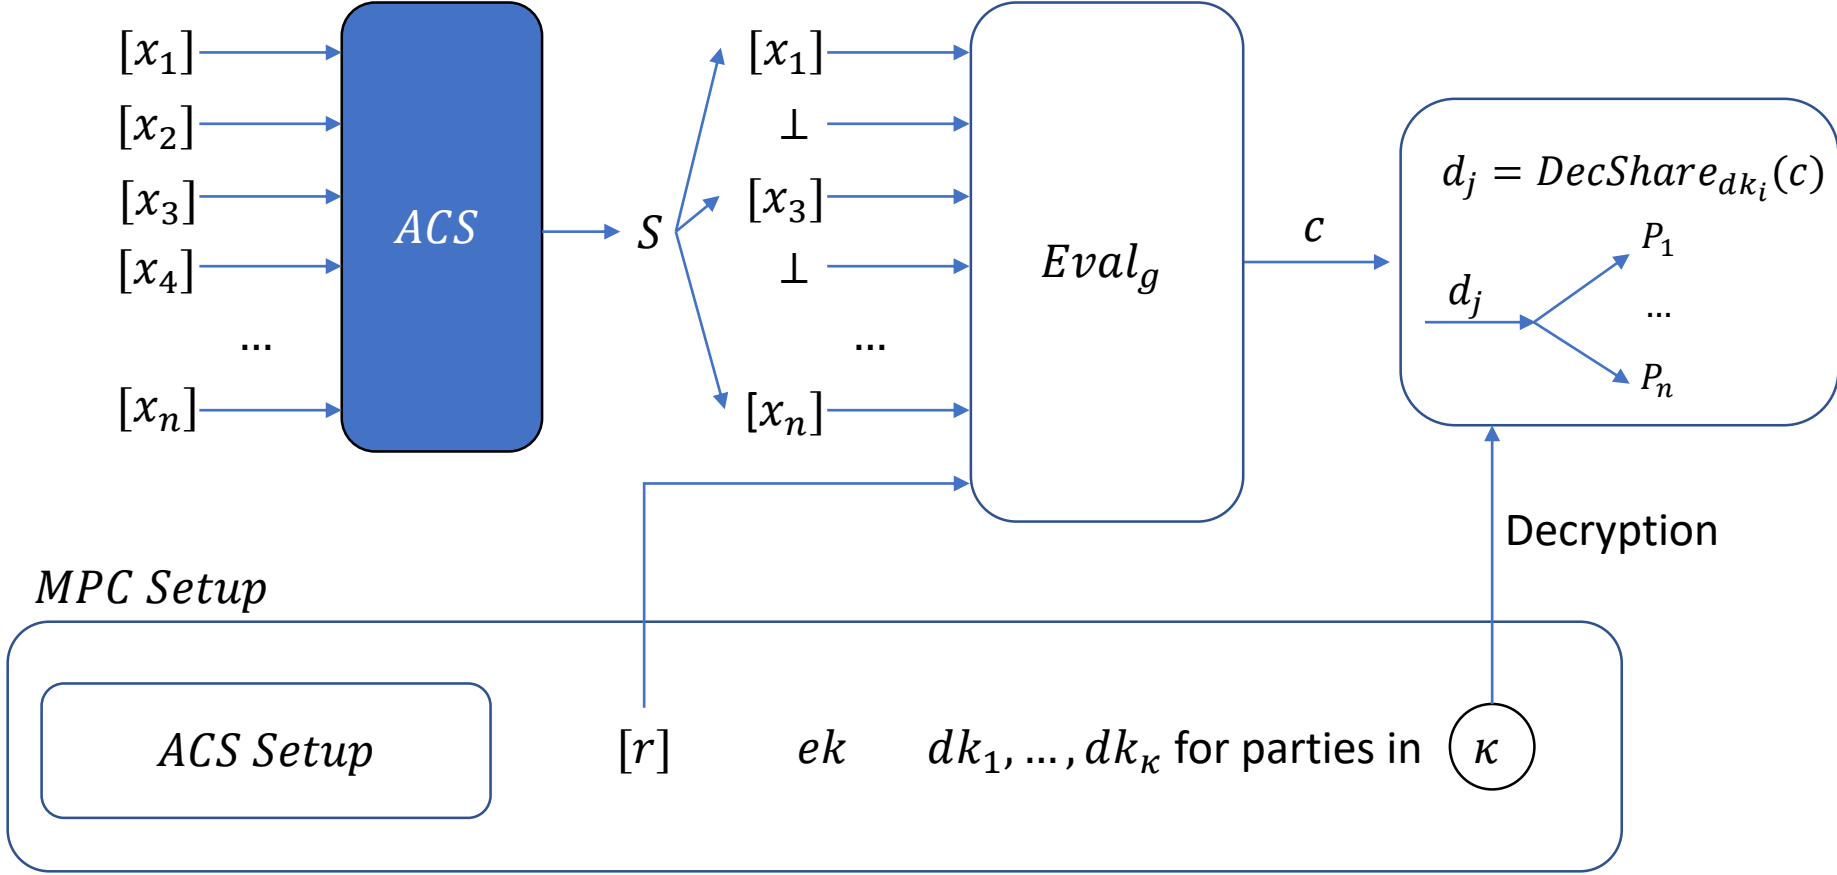 [x₁]
[x₂]
[x₃]
[x₄]
...
[xₙ]
ACS
S
[x₁]
⊥
[x₃]
⊥
...
[xₙ]
Eval_g
c
d_j = DecShare_{dk_i}(c)
d_j
P₁
...
Pₙ
Decryption
MPC Setup
ACS Setup
[r]
ek
dk₁, ... , dk_κ for parties in κ